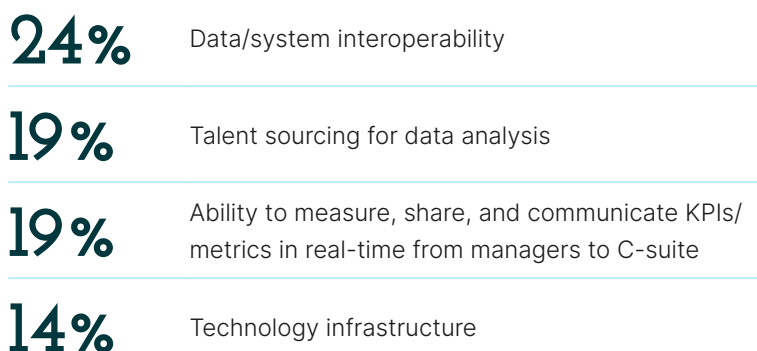 24% Data/system interoperability
19% Talent sourcing for data analysis
19% Ability to measure, share, and communicate KPIs/
metrics in real-time from managers to C-suite
14% Technology infrastructure